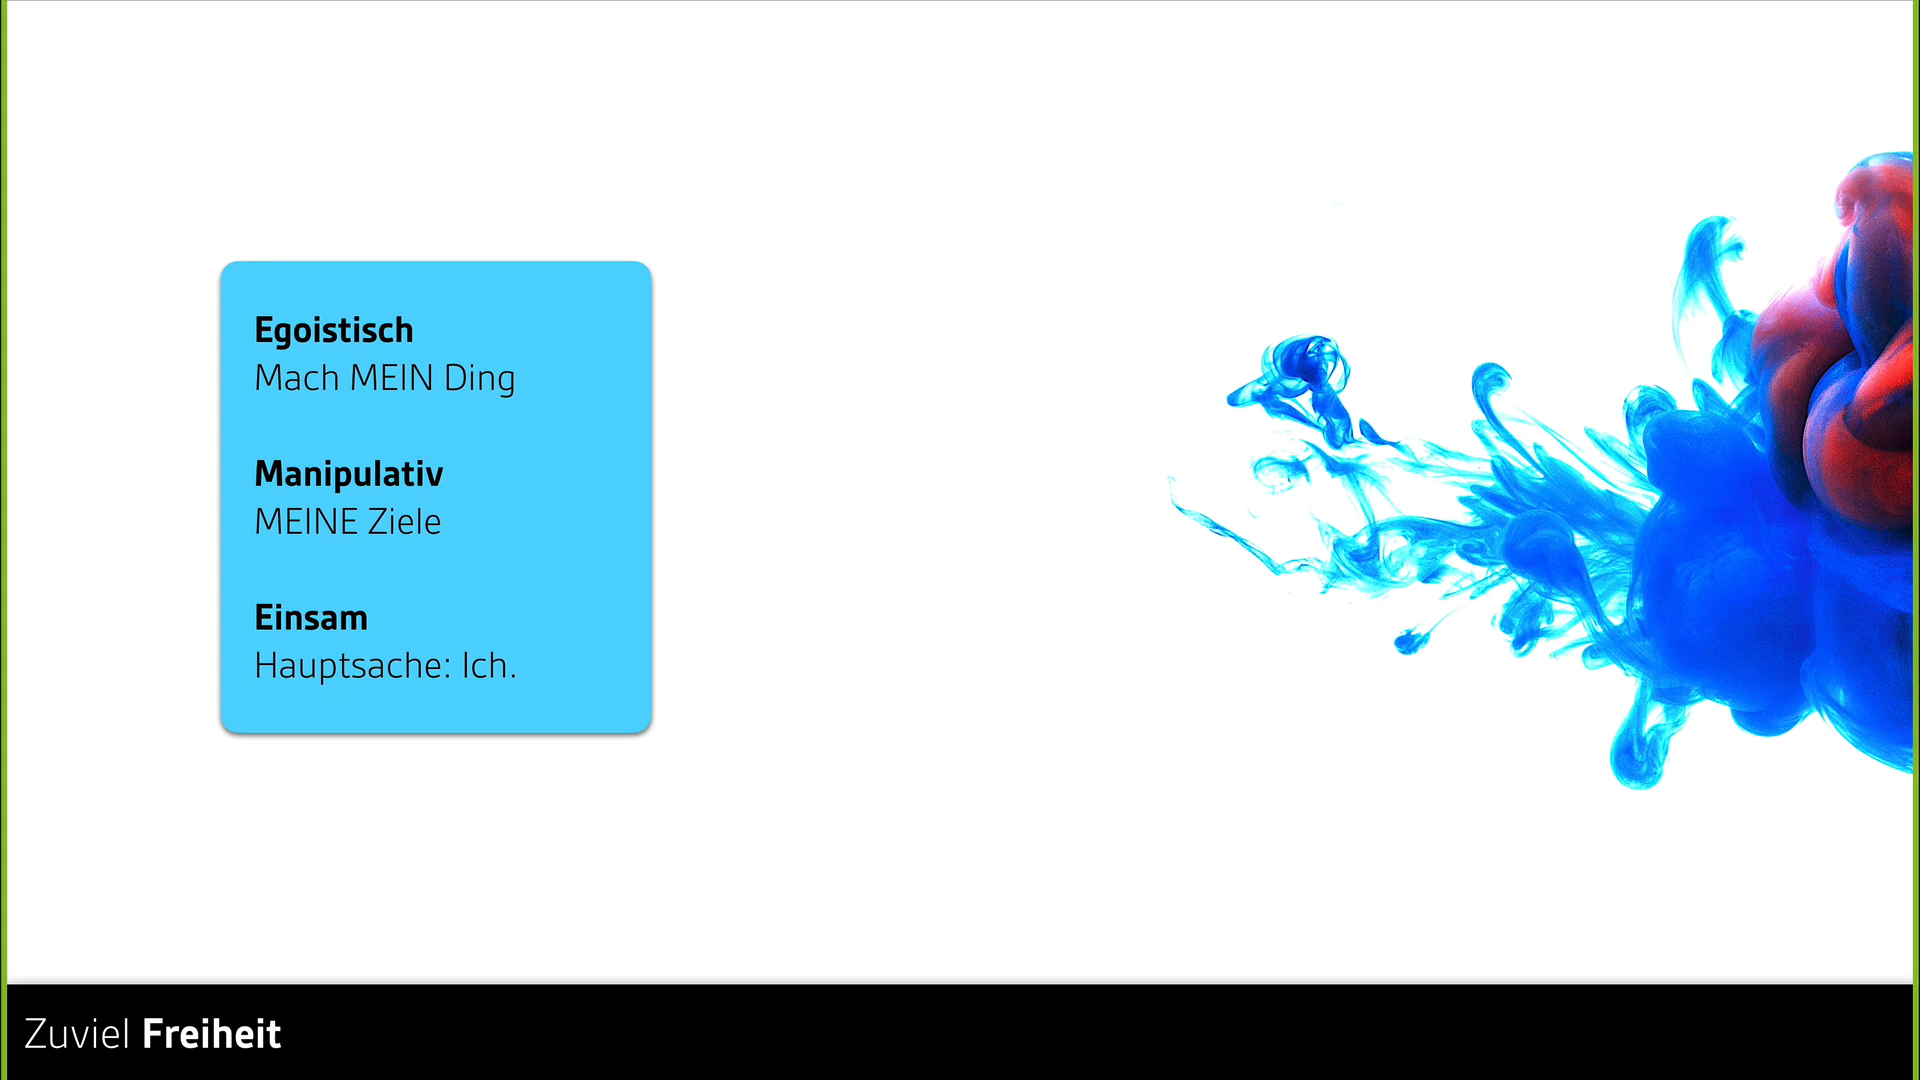 Egoistisch
Mach MEIN Ding
Manipulativ
MEINE Ziele
Einsam
Hauptsache: Ich.
Zuviel Freiheit